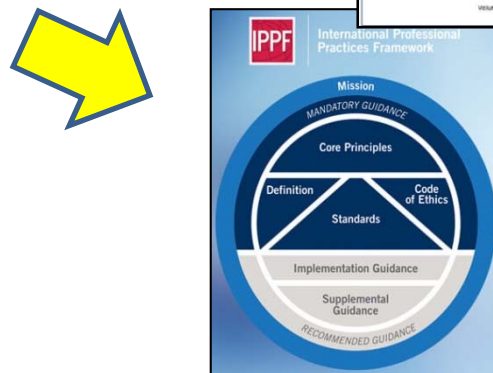 IPPF
International Professional
Practices Framework
Mission
MANDATORY GUIDANCE
Core Principles
Definition
Code
of Ethics
Standards
Implementation Guidance
Supplemental
Guidance
RECOMMENDED GUIDANCE